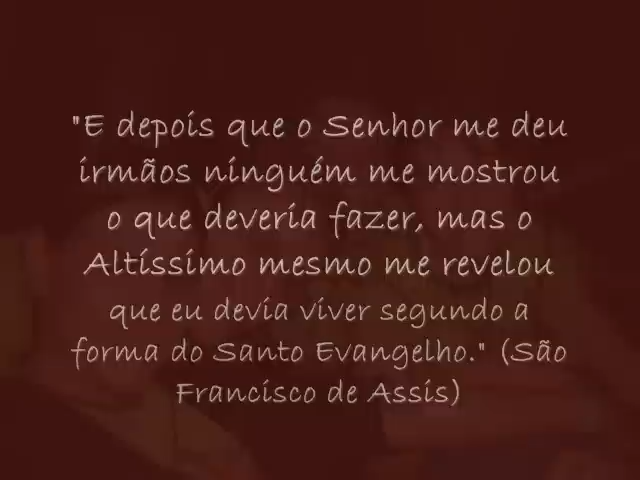 "E depois que o Senhor me deu
irmãos ninguém me mostrou
o que deveria fazer, mas o
Altíssimo mesmo me revelou
que eu devia viver segundo a
forma do Santo Evangelho." (São
Francisco de Assis)